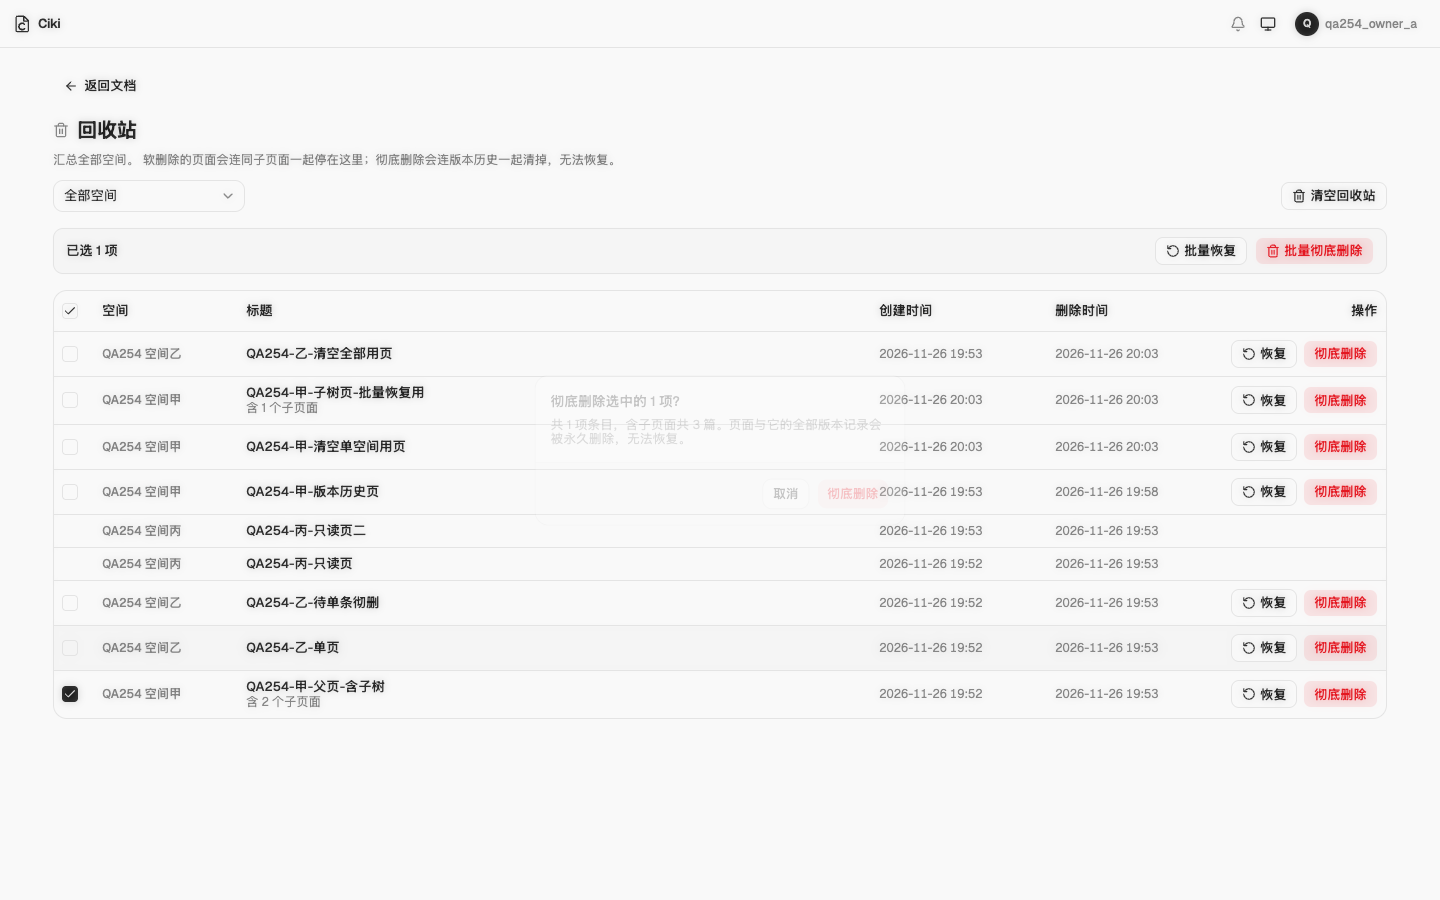 Ciki
Q qa254_owner_a
返回文档
回收站
汇总全部空间。 软删除的页面会连同子页面一起停在这里；彻底删除会连版本历史一起清掉，无法恢复。
全部空间
清空回收站
已选 1 项
批量恢复 批量彻底删除
空间 标题 创建时间 删除时间 操作
QA254 空间乙 QA254-乙-清空全部用页 2026-11-26 19:53 2026-11-26 20:03 恢复 彻底删除
QA254 空间甲 QA254-甲-子树页-批量恢复用 2026-11-26 20:03 2026-11-26 20:03 恢复 彻底删除
含 1 个子页面
QA254 空间甲 QA254-甲-清空单空间用页 2026-11-26 20:03 2026-11-26 20:03 恢复 彻底删除
QA254 空间甲 QA254-甲-版本历史页 2026-11-26 19:53 2026-11-26 19:58 恢复 彻底删除
QA254 空间丙 QA254-丙-只读页二 2026-11-26 19:53 2026-11-26 19:53
QA254 空间丙 QA254-丙-只读页 2026-11-26 19:52 2026-11-26 19:53
QA254 空间乙 QA254-乙-待单条彻删 2026-11-26 19:52 2026-11-26 19:53 恢复 彻底删除
QA254 空间乙 QA254-乙-单页 2026-11-26 19:52 2026-11-26 19:53 恢复 彻底删除
QA254 空间甲 QA254-甲-父页-含子树 2026-11-26 19:52 2026-11-26 19:53 恢复 彻底删除
含 2 个子页面
彻底删除选中的 1 项?
共 1 项条目，含子页面共 3 篇。页面与它的全部版本记录会
被永久删除，无法恢复。
取消 彻底删除